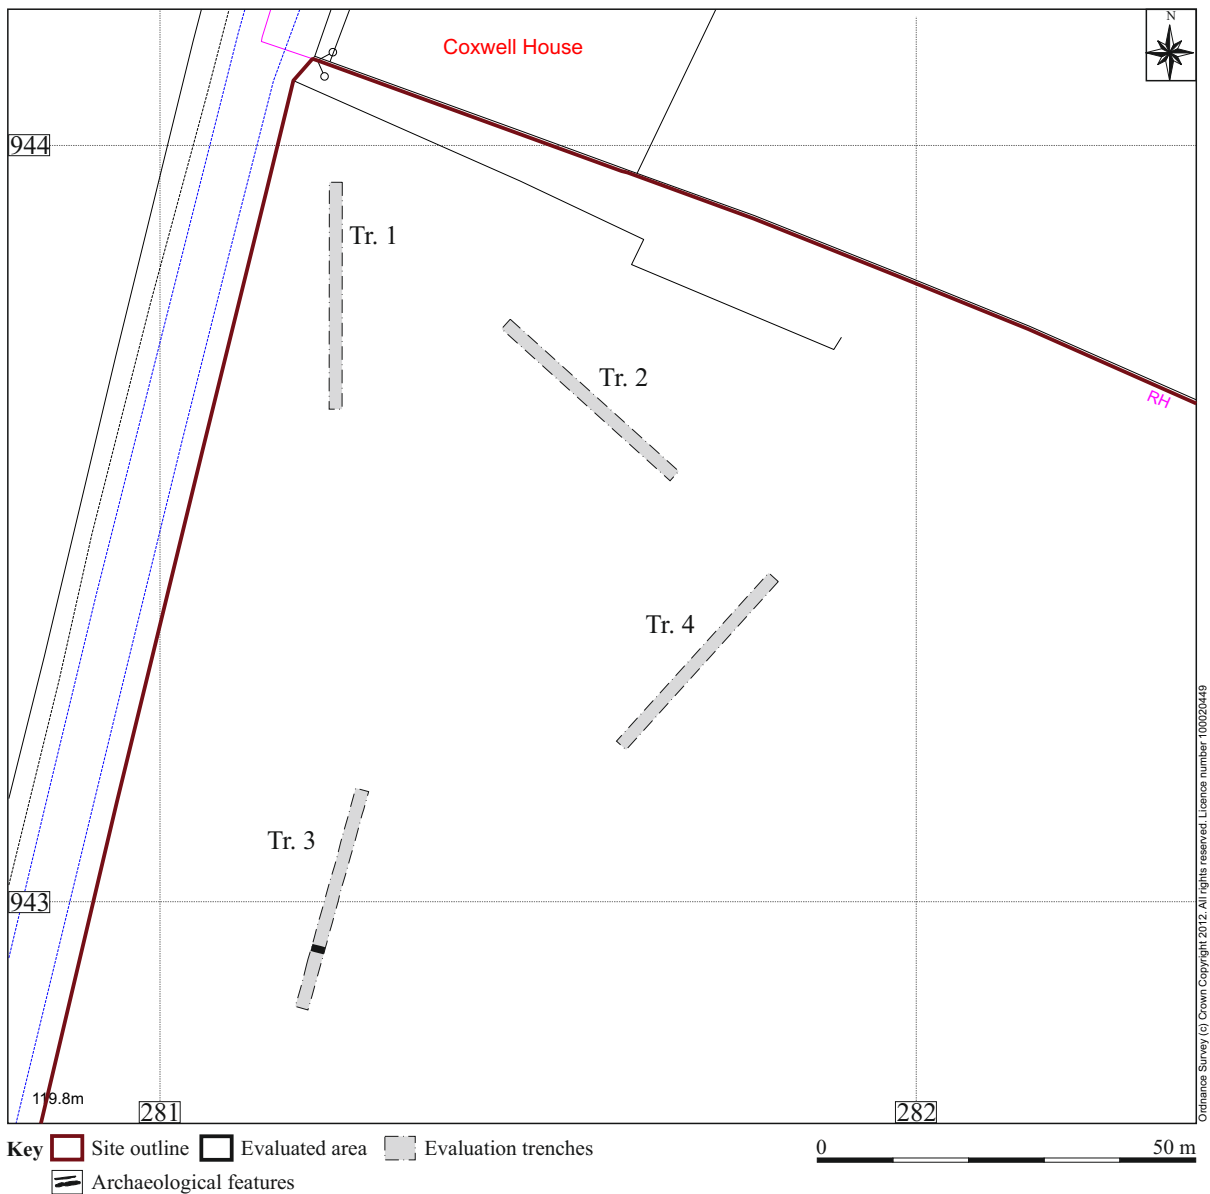 Coxwell House
N
944
Tr. 1
Tr. 2
RH
Tr. 4
Tr. 3
943
119.8m
281
282
Ordnance Survey (c) Crown Copyright 2012. All rights reserved. Licence number 100020449
Key Site outline Evaluated area Evaluation trenches
0 50 m
Archaeological features